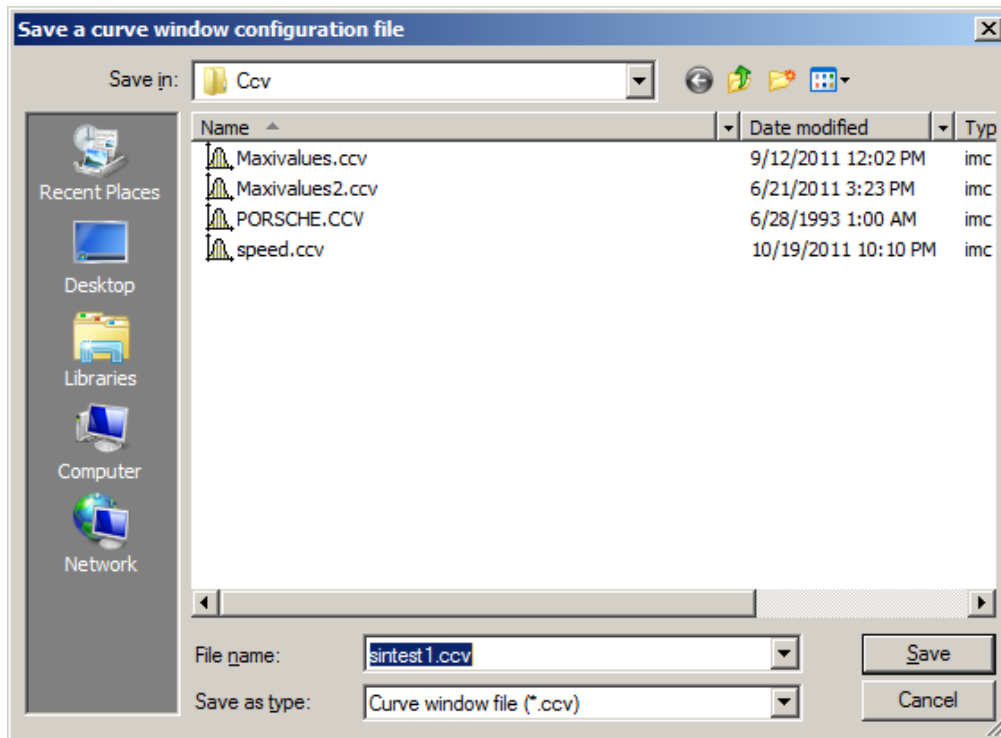 Save a curve window configuration file
Save in: Ccv
Name Date modified Typ
Maxivalues.ccv 9/12/2011 12:02 PM imc
Maxivalues2.ccv 6/21/2011 3:23 PM imc
PORSCHE.CCV 6/28/1993 1:00 AM imc
speed.ccv 10/19/2011 10:10 PM imc
Recent Places
Desktop
Libraries
Computer
Network
File name: sintest1.ccv Save
Save as type: Curve window file (*.ccv) Cancel